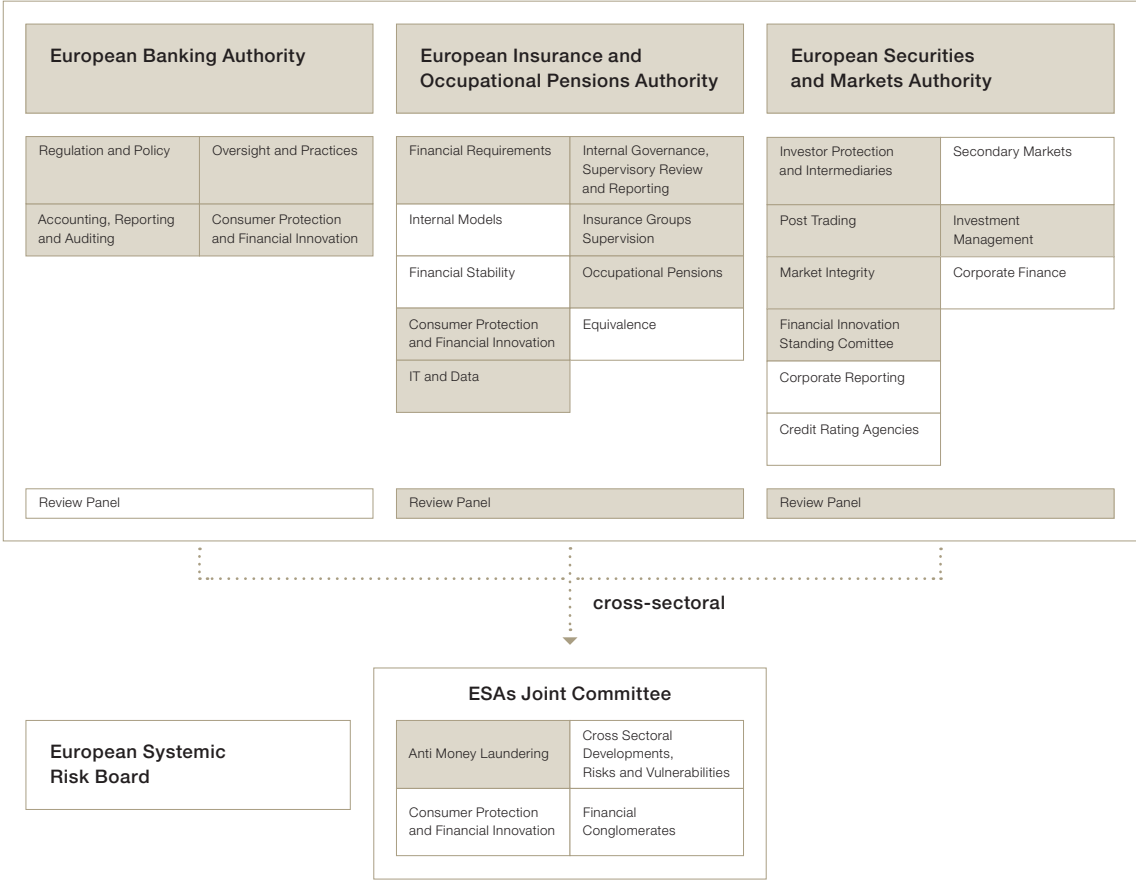 European Banking Authority
European Insurance and
Occupational Pensions Authority
European Securities
and Markets Authority
Regulation and Policy
Oversight and Practices
Accounting, Reporting
and Auditing
Consumer Protection
and Financial Innovation
Financial Requirements
Internal Governance,
Supervisory Review
and Reporting
Internal Models
Insurance Groups
Supervision
Financial Stability
Occupational Pensions
Consumer Protection
and Financial Innovation
Equivalence
IT and Data
Investor Protection
and Intermediaries
Secondary Markets
Post Trading
Investment
Management
Market Integrity
Corporate Finance
Financial Innovation
Standing Comittee
Corporate Reporting
Credit Rating Agencies
Review Panel
Review Panel
Review Panel
cross-sectoral
European Systemic
Risk Board
ESAs Joint Committee
Anti Money Laundering
Cross Sectoral
Developments,
Risks and Vulnerabilities
Consumer Protection
and Financial Innovation
Financial
Conglomerates